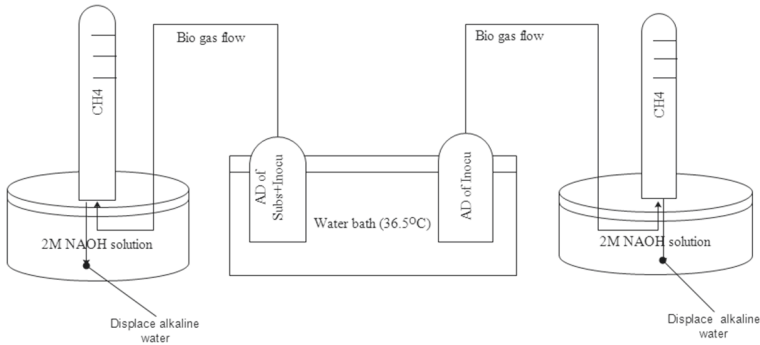 Bio gas flow
Bio gas flow
CH4
CH4
AD of
Subs+Inocu
AD of Inocu
Water bath (36.5OC)
2M NAOH solution
2M NAOH solution
Displace alkaline
water
Displace alkaline
water